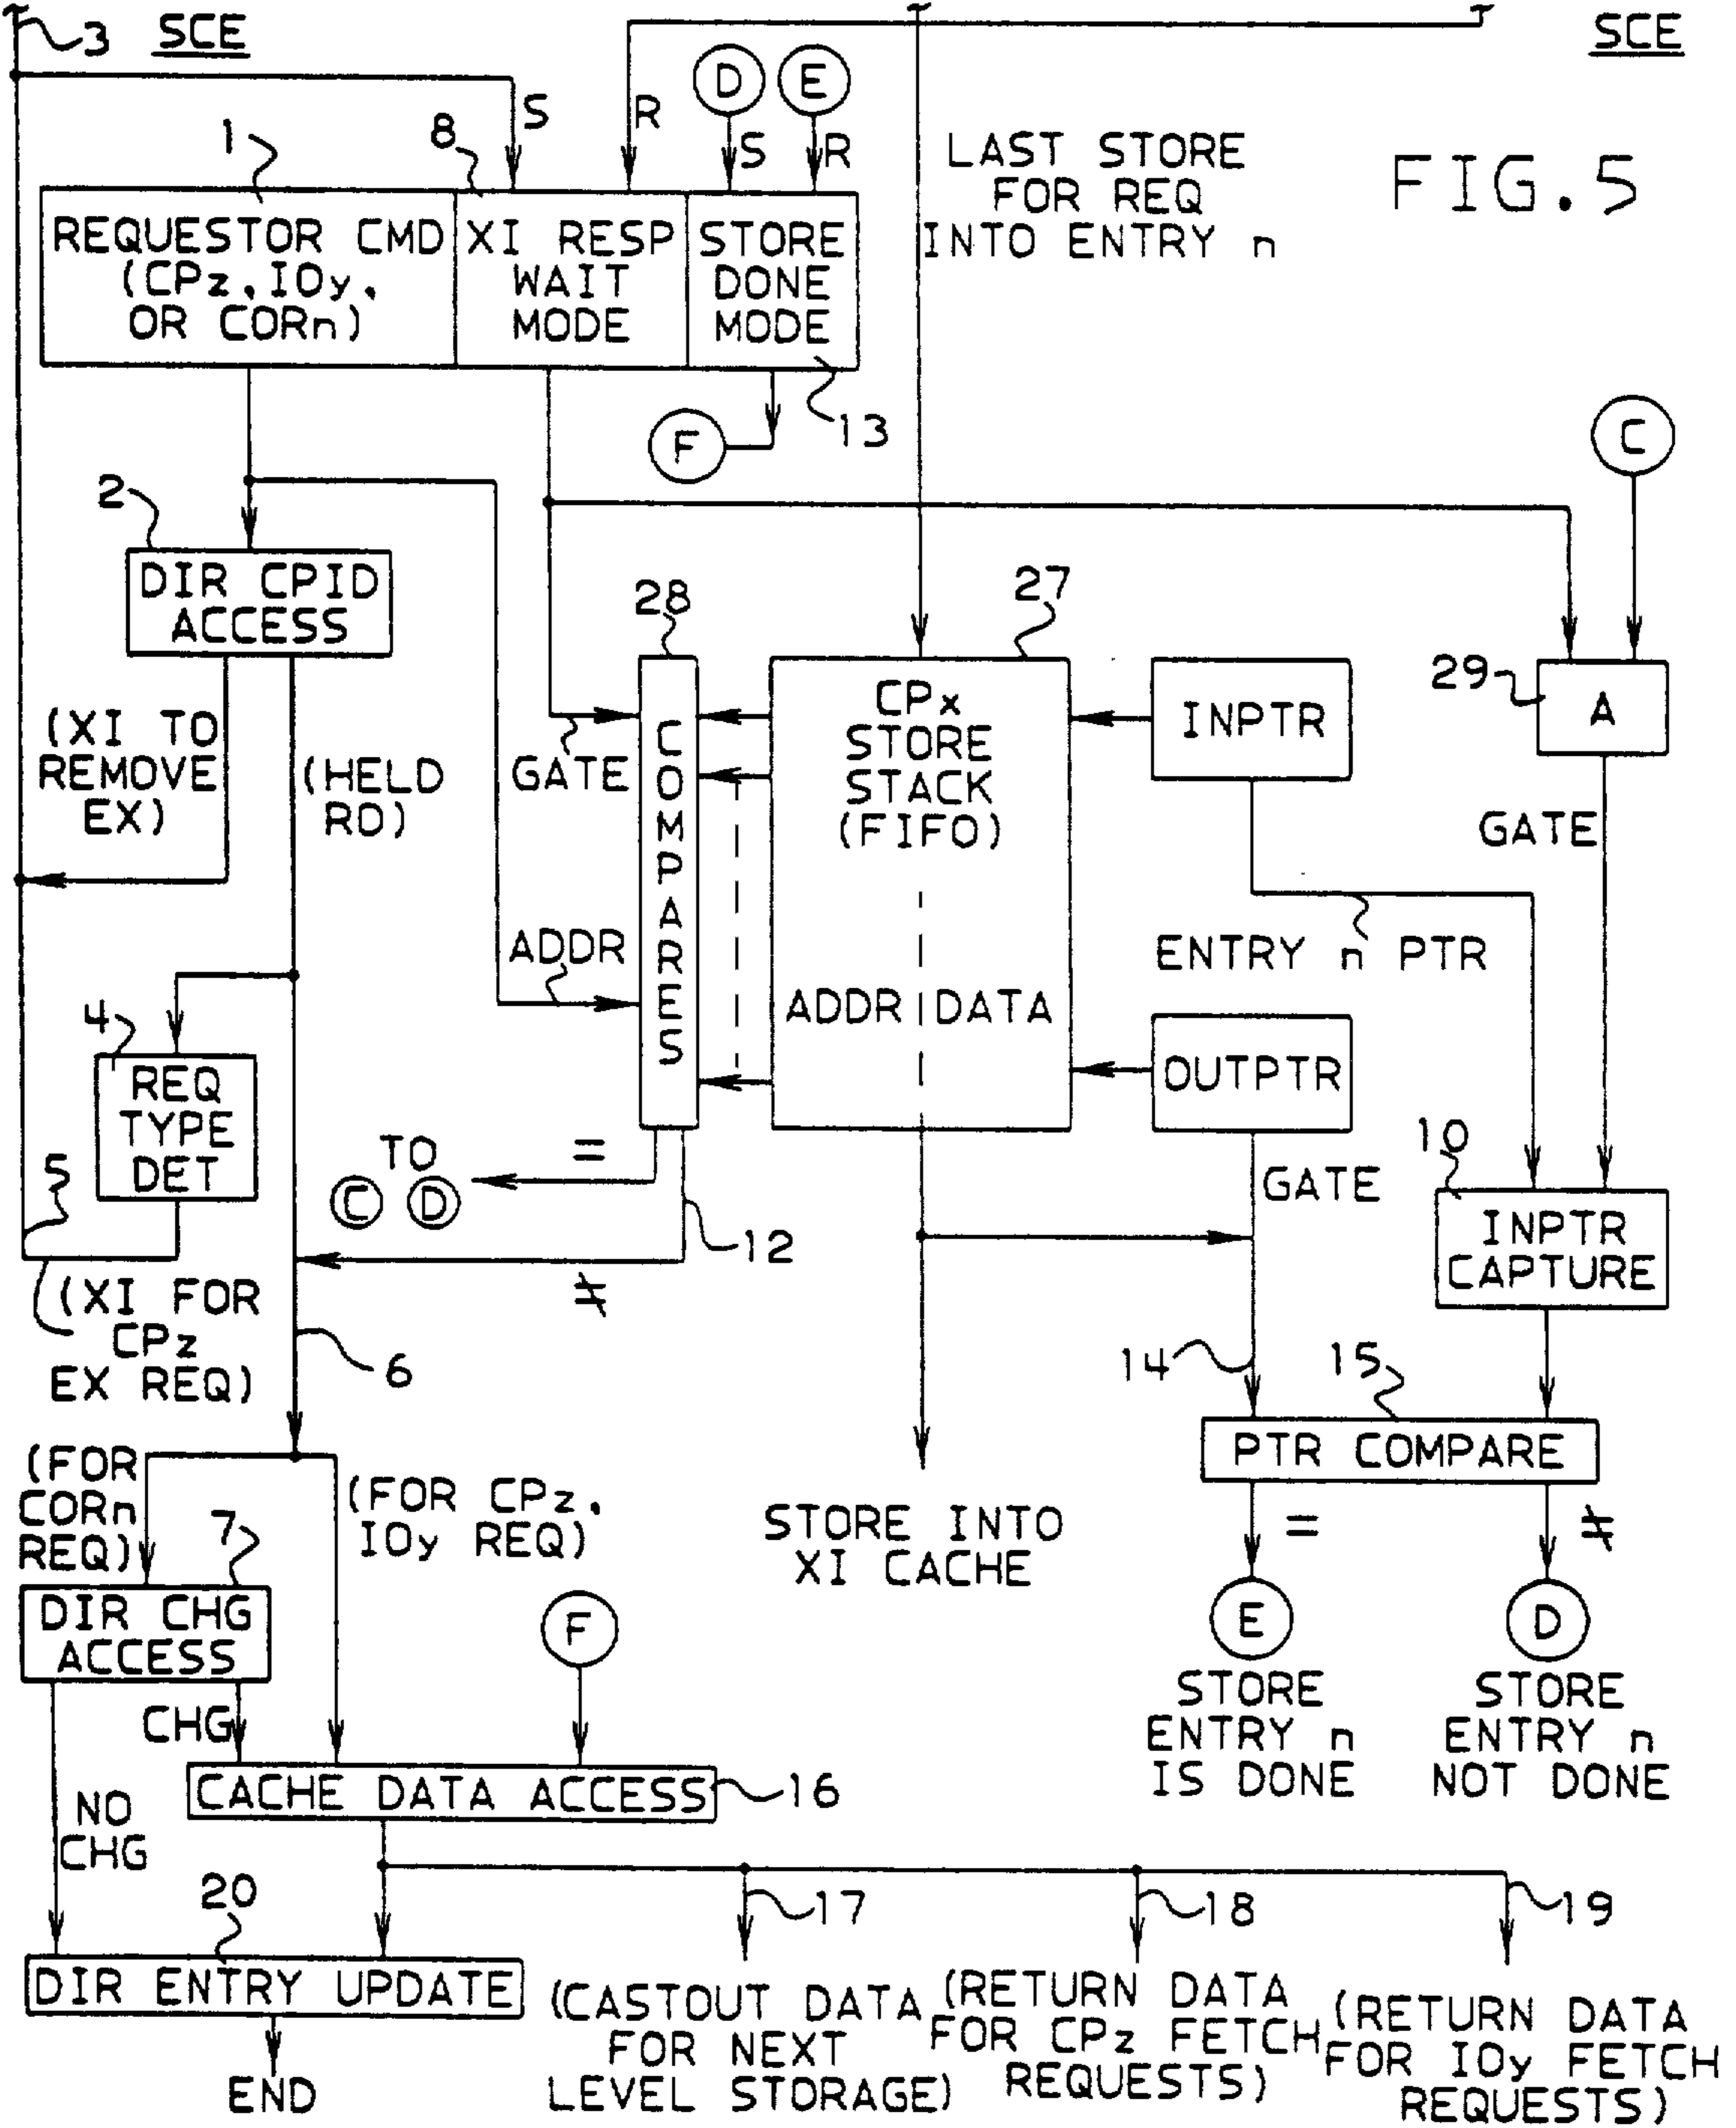 3
SCE
SCE
D
E
S
R
S
R
1
8
LAST STORE
FOR REQ
INTO ENTRY n
FIG.5
REQUESTOR CMD
(CPz,IOy,
OR CORn)
XI RESP
WAIT
MODE
STORE
DONE
MODE
13
F
C
2
DIR CPID
ACCESS
28
27
29
A
(XI TO
REMOVE
EX)
(HELD
RO)
GATE
COMPARES
CPx
STORE
STACK
(FIFO)
INPTR
GATE
ADDR
ENTRY n PTR
ADDR
DATA
4
REQ
TYPE
DET
OUTPTR
5
TO
C D
=
12
≠
GATE
10
INPTR
CAPTURE
(XI FOR
CPz
EX REQ)
6
14
15
PTR COMPARE
(FOR
CORn
REQ)
7
(FOR CPz,
IOy REQ)
STORE INTO
XI CACHE
=
≠
DIR CHG
ACCESS
F
E
D
STORE
ENTRY n
IS DONE
STORE
ENTRY n
NOT DONE
CHG
CACHE DATA ACCESS
16
NO
CHG
20
17
18
19
DIR ENTRY UPDATE
(CASTOUT DATA
FOR NEXT
LEVEL STORAGE)
(RETURN DATA
FOR CPz FETCH
REQUESTS)
(RETURN DATA
FOR IOy FETCH
REQUESTS)
END